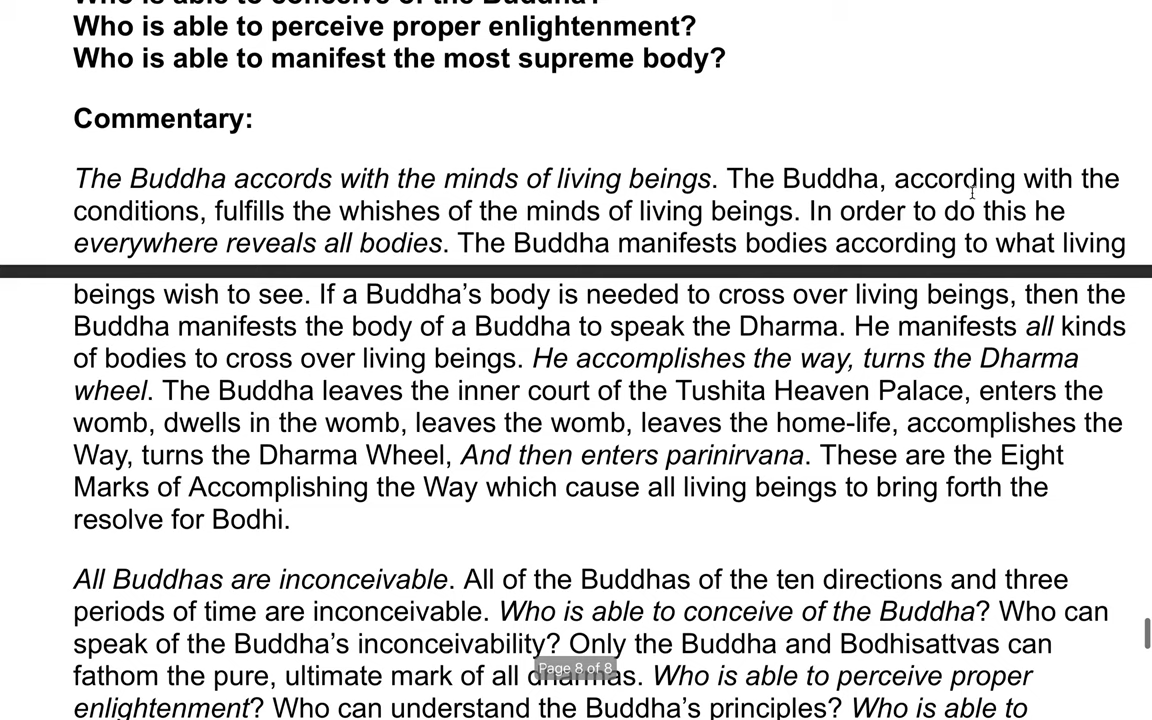 Who is able to conceive of the Buddha?
Who is able to perceive proper enlightenment?
Who is able to manifest the most supreme body?
Commentary:
The Buddha accords with the minds of living beings. The Buddha, according with the
conditions, fulfills the whishes of the minds of living beings. In order to do this he
everywhere reveals all bodies. The Buddha manifests bodies according to what living
beings wish to see. If a Buddha’s body is needed to cross over living beings, then the
Buddha manifests the body of a Buddha to speak the Dharma. He manifests all kinds
of bodies to cross over living beings. He accomplishes the way, turns the Dharma
wheel. The Buddha leaves the inner court of the Tushita Heaven Palace, enters the
womb, dwells in the womb, leaves the womb, leaves the home-life, accomplishes the
Way, turns the Dharma Wheel, And then enters parinirvana. These are the Eight
Marks of Accomplishing the Way which cause all living beings to bring forth the
resolve for Bodhi.
All Buddhas are inconceivable. All of the Buddhas of the ten directions and three
periods of time are inconceivable. Who is able to conceive of the Buddha? Who can
speak of the Buddha’s inconceivability? Only the Buddha and Bodhisattvas can
fathom the pure, ultimate mark of all dharmas. Who is able to perceive proper
Page 8 of 8
enlightenment? Who can understand the Buddha’s principles? Who is able to